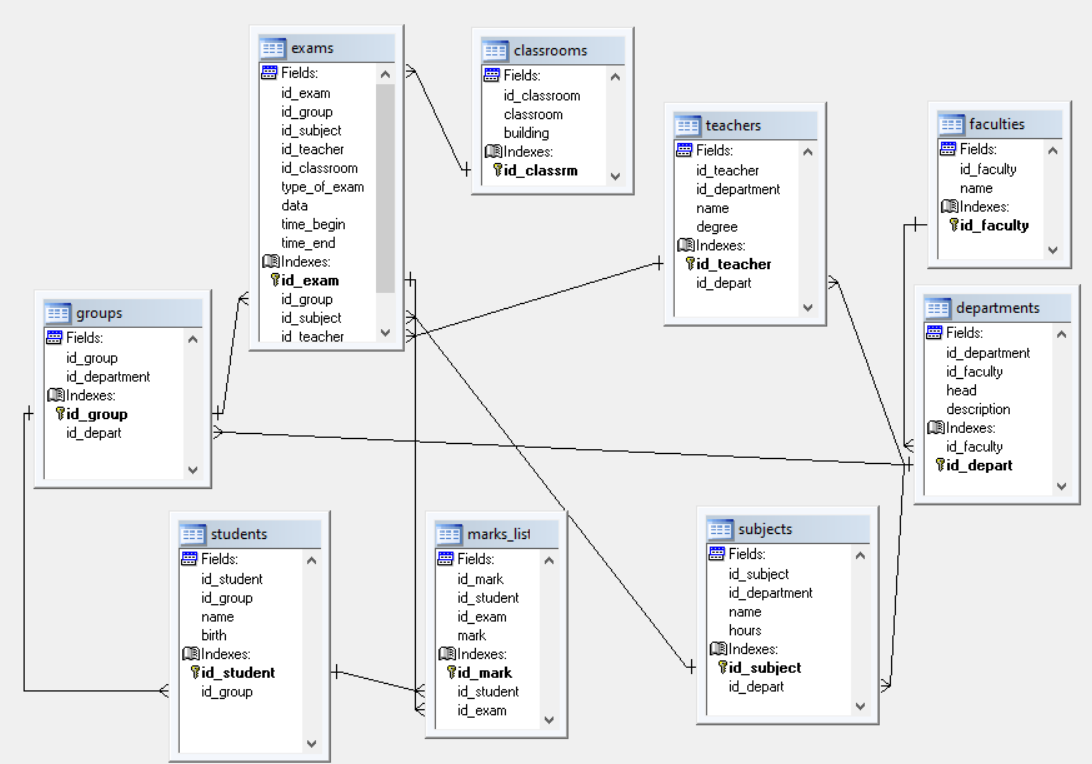 exams
Fields:
id_exam
id_group
id_subject
id_teacher
id_classroom
type_of_exam
data
time_begin
time_end
Indexes:
id_exam
id_group
id_subject
id_teacher
classrooms
Fields:
id_classroom
classroom
building
Indexes:
id_classrm
teachers
Fields:
id_teacher
id_department
name
degree
Indexes:
id_teacher
id_depart
faculties
Fields:
id_faculty
name
Indexes:
id_faculty
groups
Fields:
id_group
id_department
Indexes:
id_group
id_depart
departments
Fields:
id_department
id_faculty
head
description
Indexes:
id_faculty
id_depart
students
Fields:
id_student
id_group
name
birth
Indexes:
id_student
id_group
marks_list
Fields:
id_mark
id_student
id_exam
mark
Indexes:
id_mark
id_student
id_exam
subjects
Fields:
id_subject
id_department
name
hours
Indexes:
id_subject
id_depart